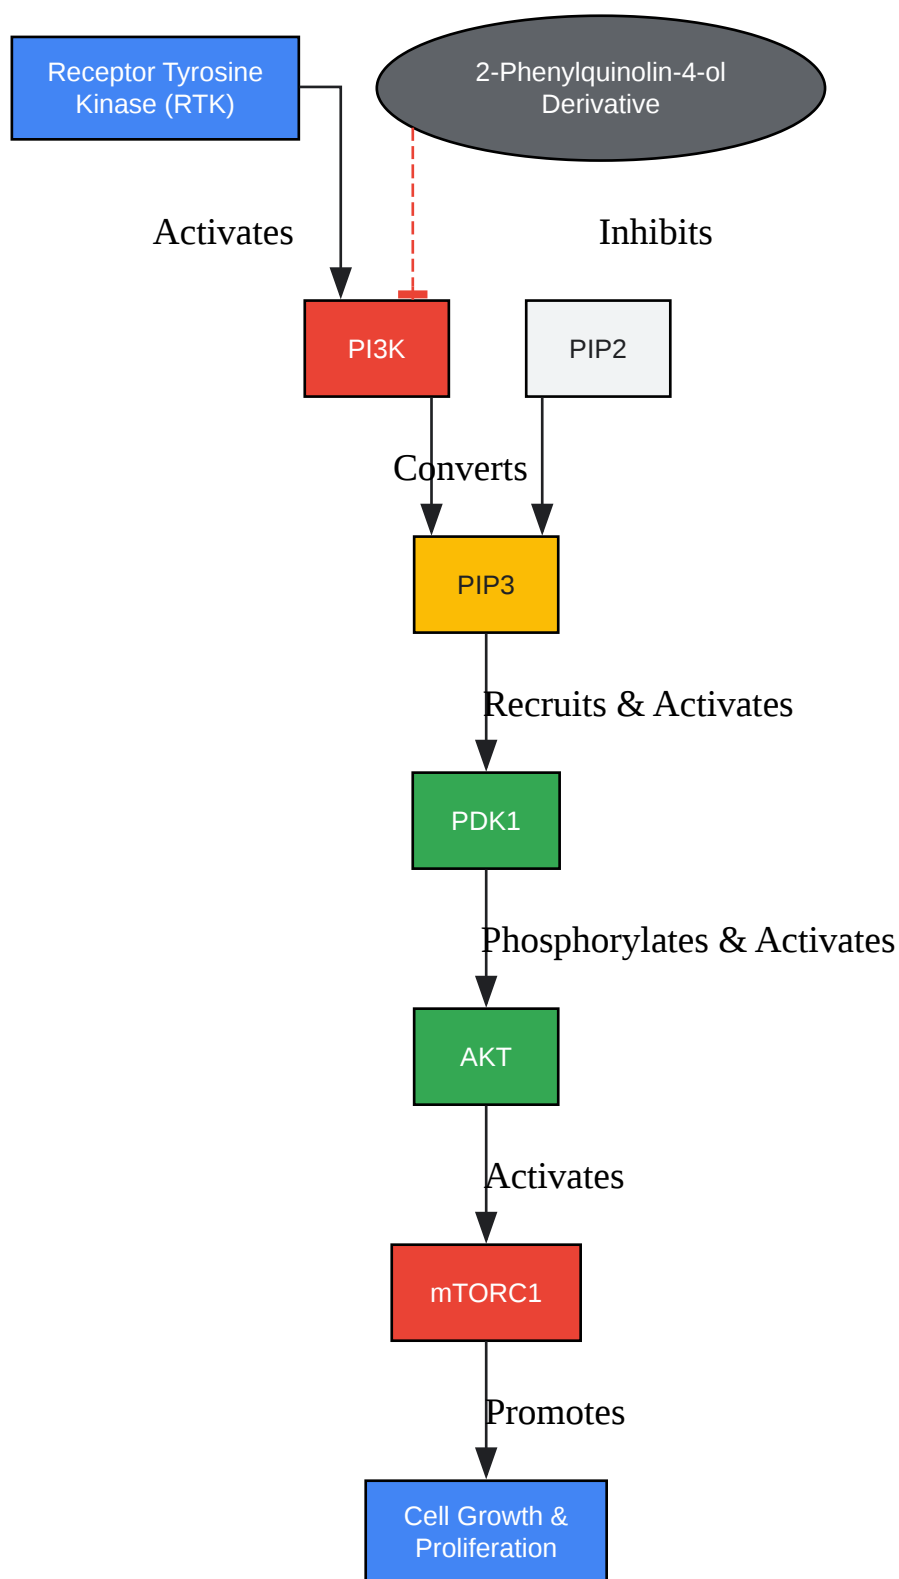 Receptor Tyrosine
Kinase (RTK)
2-Phenylquinolin-4-ol
Derivative
Activates
Inhibits
PI3K
PIP2
Converts
PIP3
Recruits & Activates
PDK1
Phosphorylates & Activates
AKT
Activates
mTORC1
Promotes
Cell Growth &
Proliferation